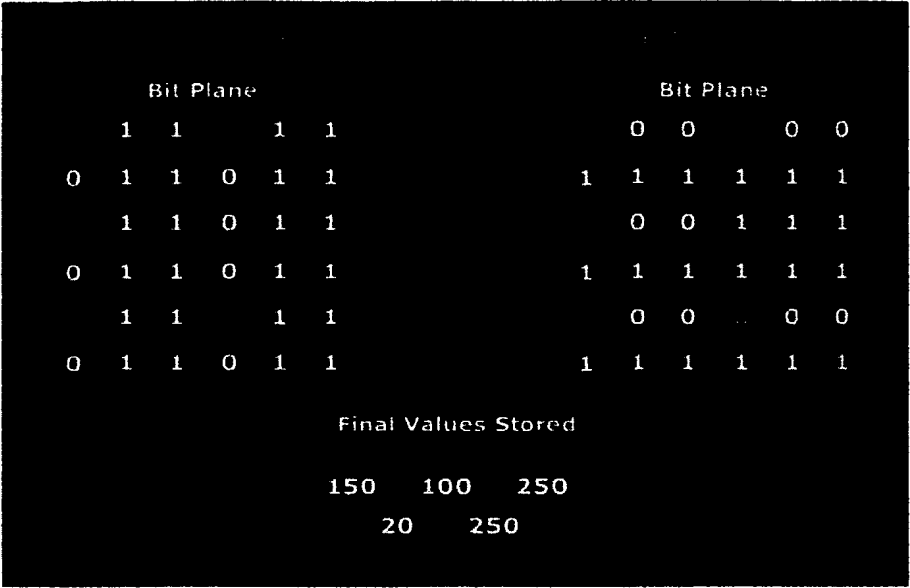 Bit Plane Bit Plane
1 1 1 1 0 0 0 0
0 1 1 0 1 1 1 1 1 1 1 1
1 1 0 1 1 0 0 1 1 1
0 1 1 0 1 1 1 1 1 1 1 1
1 1 1 1 0 0 0 0
0 1 1 0 1 1 1 1 1 1 1 1
Final Values Stored
150 100 250
20 250